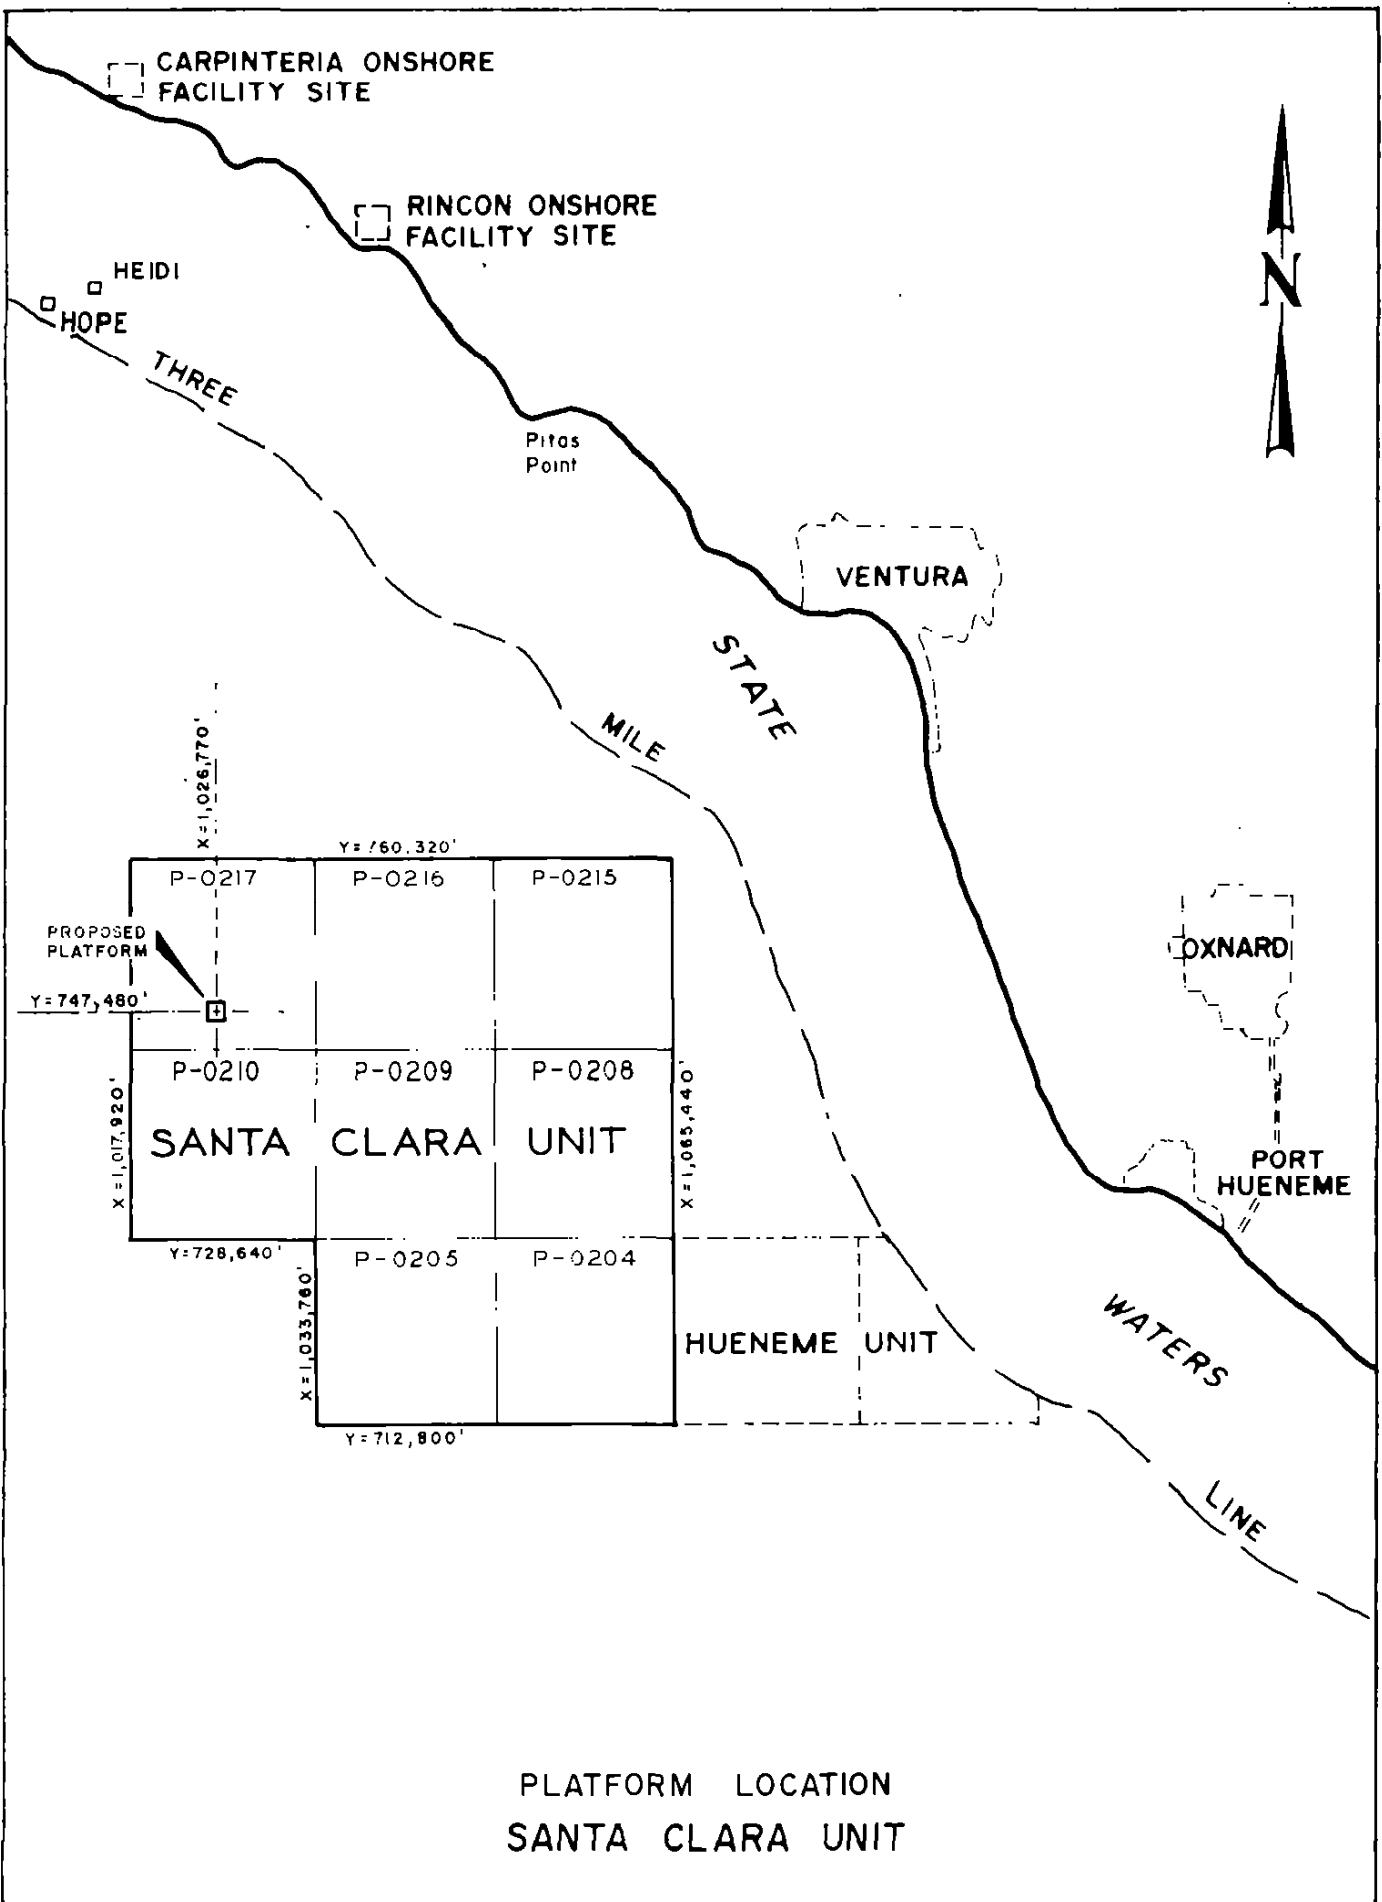 CARPINTERIA ONSHORE
FACILITY SITE
RINCON ONSHORE
FACILITY SITE
HEIDI
HOPE
N
THREE
Pitas
Point
VENTURA
STATE
MILE
X=1,026,770'
Y=760,320'
P-0217 P-0216 P-0215
PROPOSED
PLATFORM
OXNARD
Y=747,480'
P-0210 P-0209 P-0208
X=1,017,920'
SANTA CLARA UNIT
X=1,065,440'
PORT
HUENEME
Y=728,640'
P-0205 P-0204
X=1,033,760'
HUENEME UNIT
WATERS
Y=712,800'
LINE
PLATFORM LOCATION
SANTA CLARA UNIT